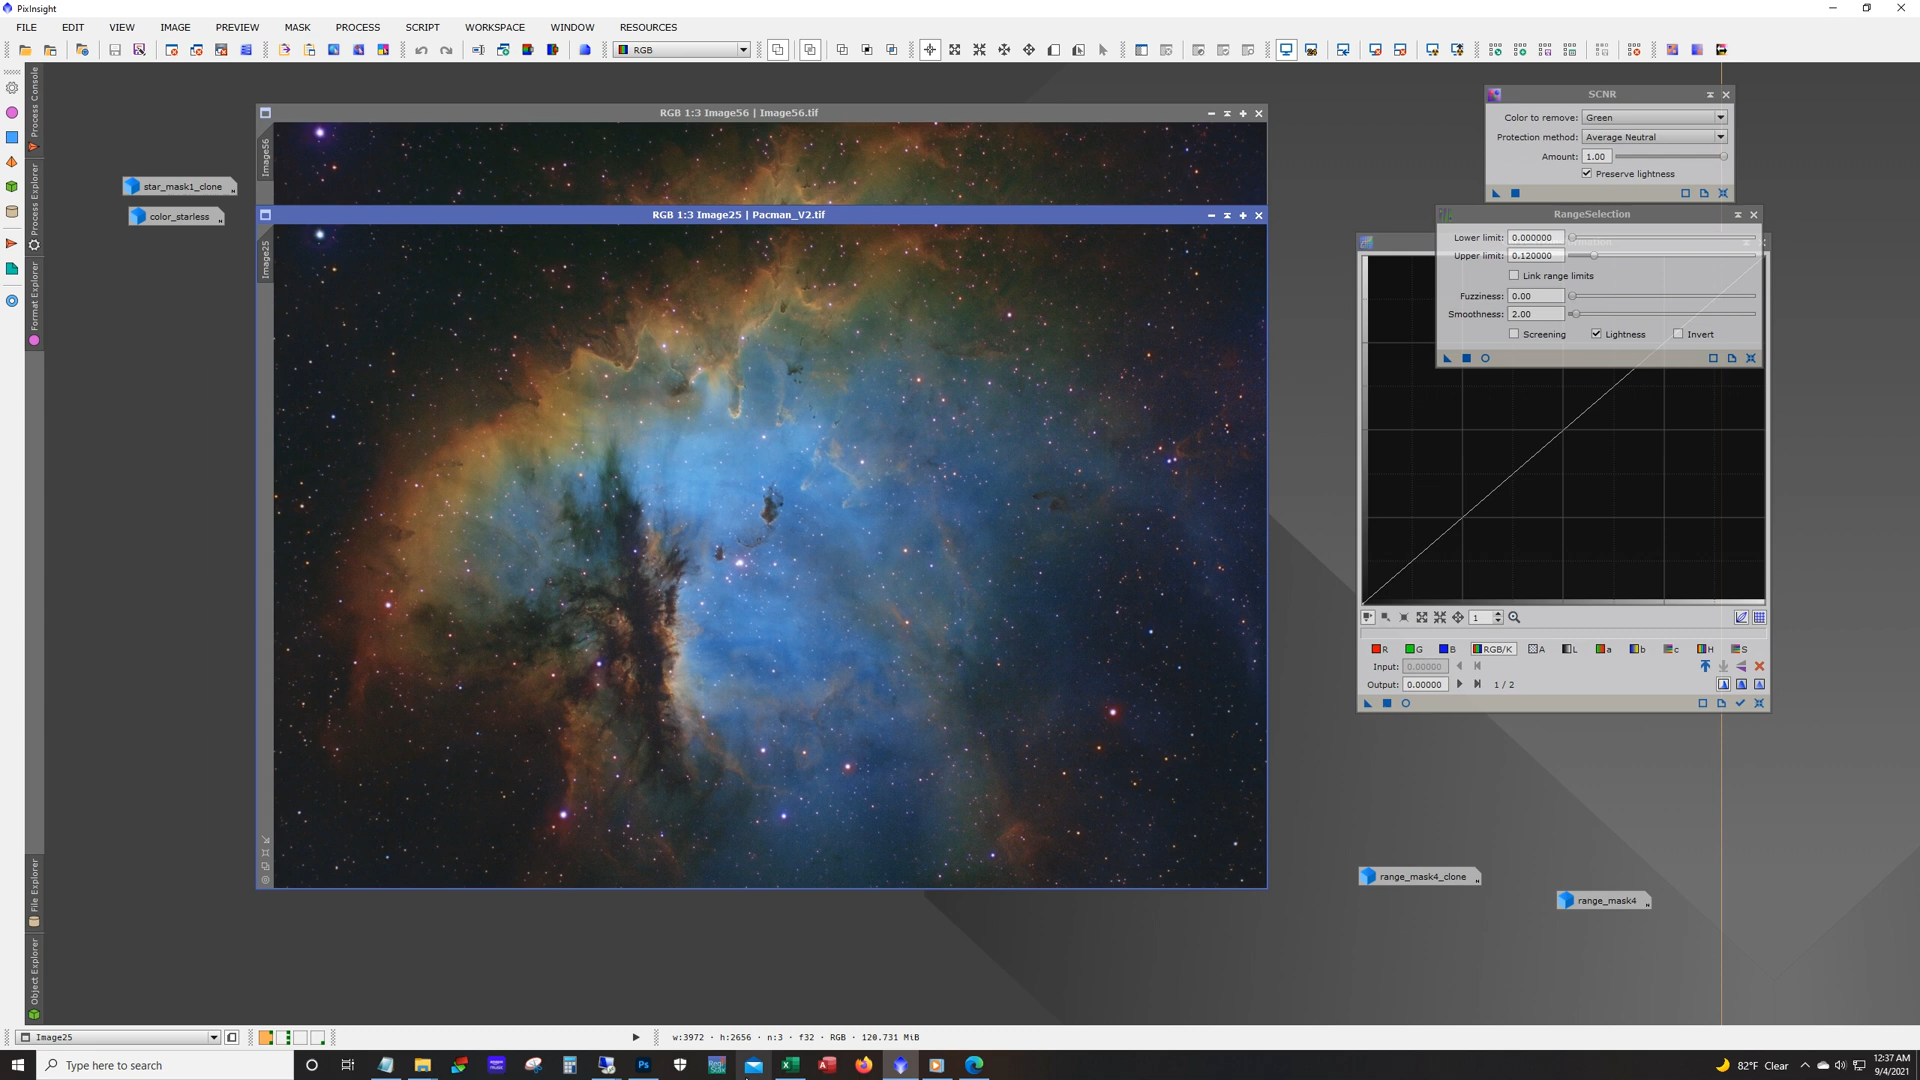 PixInsight
FILE EDIT VIEW IMAGE PROCESS SCRIPT WORKSPACE WINDOW RESOURCES
MASK PREVIEW
RGB
Process Console
Process Explorer
Format Explorer
File Explorer
Object Explorer
star_mask1_clone
color_starless
RGB 1:3 Image56 | Image56.tif
Image56
RGB 1:3 Image25 | Pacman_V2.tif
Image25
SCNR
Color to remove: Green
Protection method: Average Neutral
Amount: 1.00
Preserve lightness
RangeSelection
Lower limit: 0.000000
Upper limit: 0.120000
Link range limits
Fuzziness: 0.00
Smoothness: 2.00
Screening Lightness Invert
1
R G B RGB/K A L a b c H S
Input: 0.00000
Output: 0.00000 1 / 2
range_mask4_clone
range_mask4
Image25
w:3972 · h:2656 · n:3 · f32 · RGB · 120.731 MiB
Type here to search
Ps
82°F Clear
12:37 AM
9/4/2021